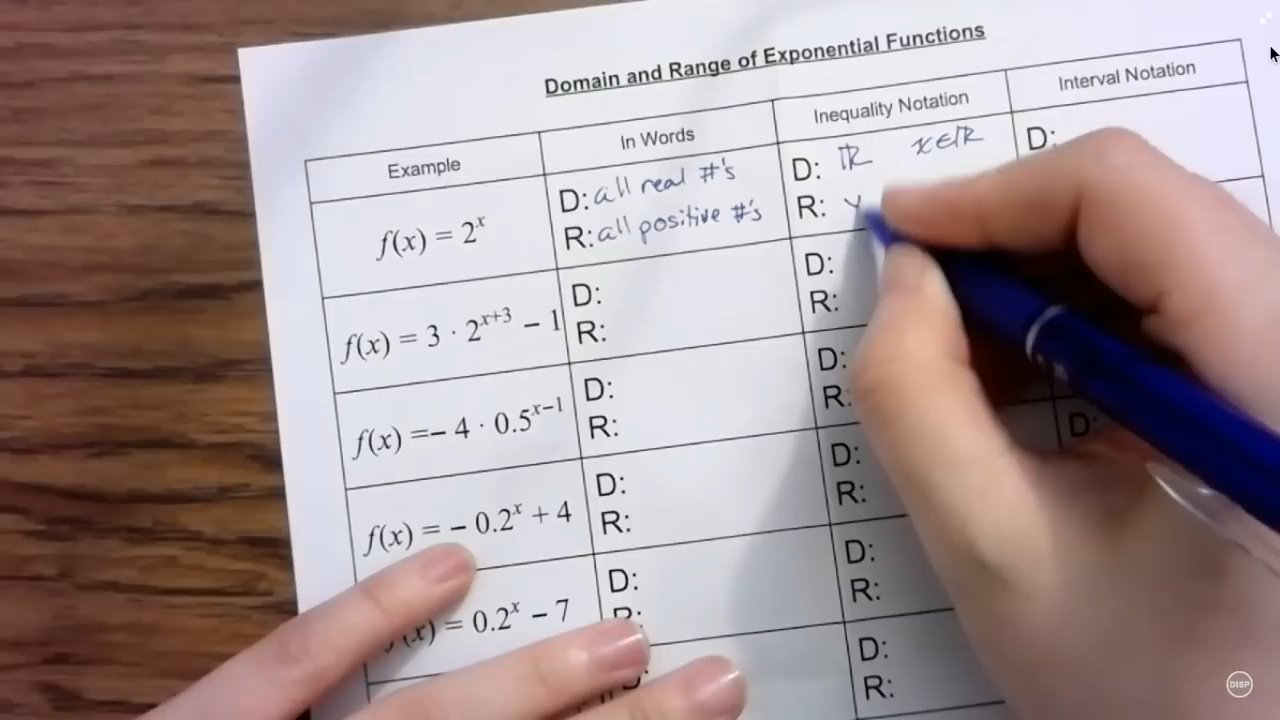 Domain and Range of Exponential Functions
Example In Words Inequality Notation Interval Notation
f(x) = 2^x
D: all real #'s
R: all positive #'s
D: ℝ x∈ℝ
R: y
D:
f(x) = 3 · 2^{x+3} − 1
D:
R:
D:
R:
f(x) =− 4 · 0.5^{x−1}
D:
R:
D:
R:
f(x) = − 0.2^x + 4
D:
R:
D:
R:
D:
f(x) = 0.2^x − 7
D:
R:
D:
R:
D:
R:
DISP